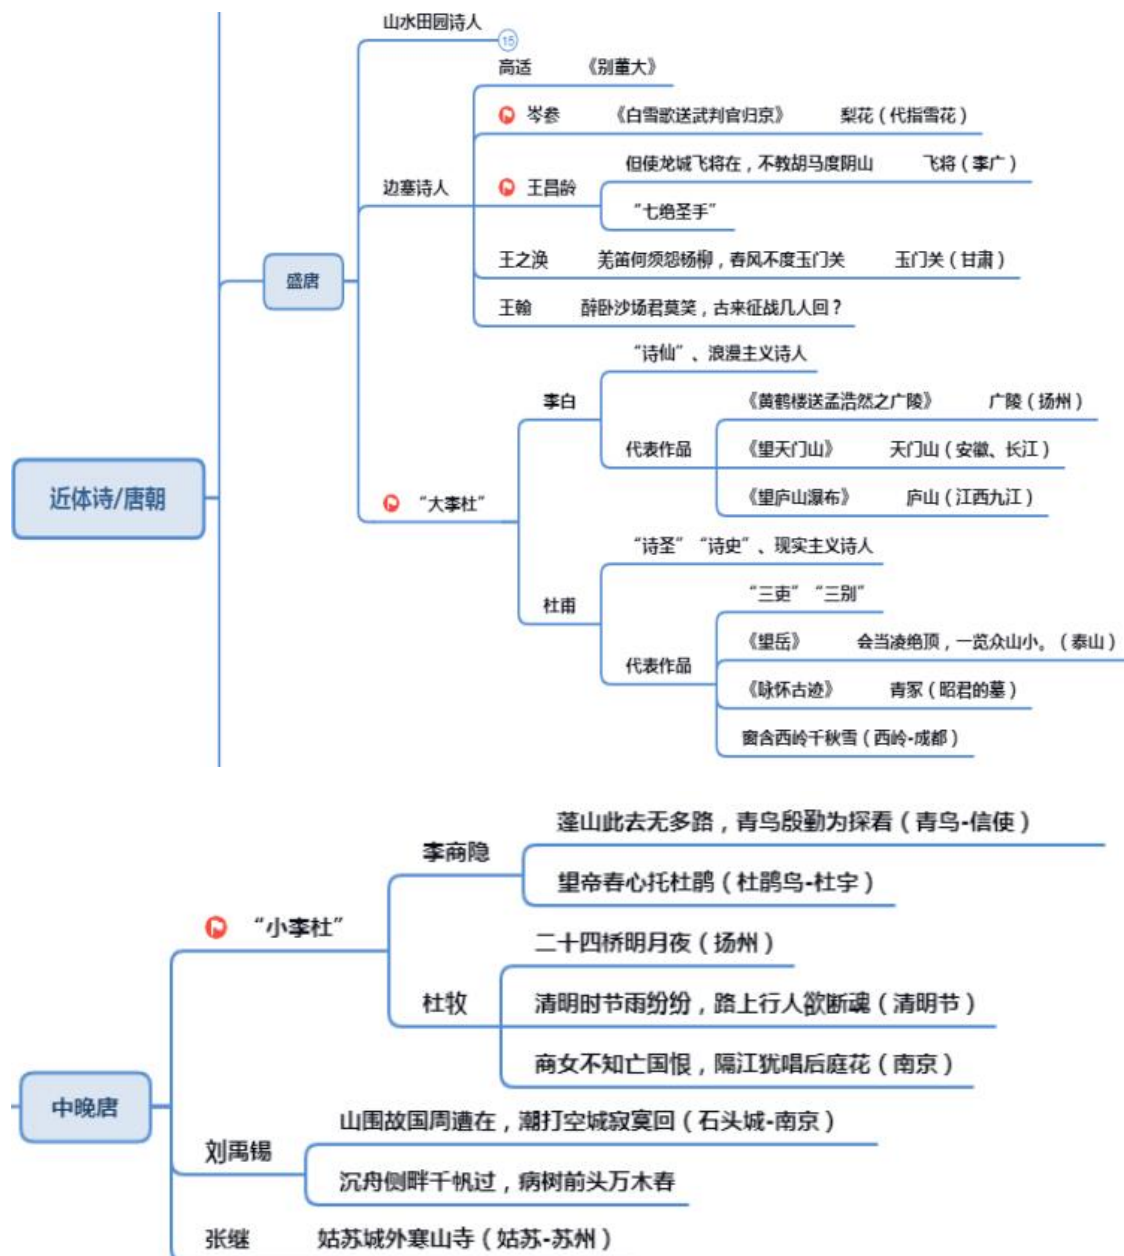 山水田园诗人
15
高适 《别董大》
岑参 《白雪歌送武判官归京》 梨花（代指雪花）
但使龙城飞将在，不教胡马度阴山 飞将（李广）
边塞诗人
王昌龄
“七绝圣手”
王之涣 羌笛何须怨杨柳，春风不度玉门关 玉门关（甘肃）
盛唐
王翰 醉卧沙场君莫笑，古来征战几人回？
“诗仙”、浪漫主义诗人
李白
《黄鹤楼送孟浩然之广陵》 广陵（扬州）
代表作品
《望天门山》 天门山（安徽、长江）
《望庐山瀑布》 庐山（江西九江）
近体诗/唐朝
“大李杜”
“诗圣”“诗史”、现实主义诗人
“三吏”“三别”
杜甫
《望岳》 会当凌绝顶，一览众山小。（泰山）
代表作品
《咏怀古迹》 青冢（昭君的墓）
窗含西岭千秋雪（西岭-成都）
蓬山此去无多路，青鸟殷勤为探看（青鸟-信使）
李商隐
望帝春心托杜鹃（杜鹃鸟-杜宇）
“小李杜”
二十四桥明月夜（扬州）
杜牧
清明时节雨纷纷，路上行人欲断魂（清明节）
商女不知亡国恨，隔江犹唱后庭花（南京）
中晚唐
山围故国周遭在，潮打空城寂寞回（石头城-南京）
刘禹锡
沉舟侧畔千帆过，病树前头万木春
张继 姑苏城外寒山寺（姑苏-苏州）